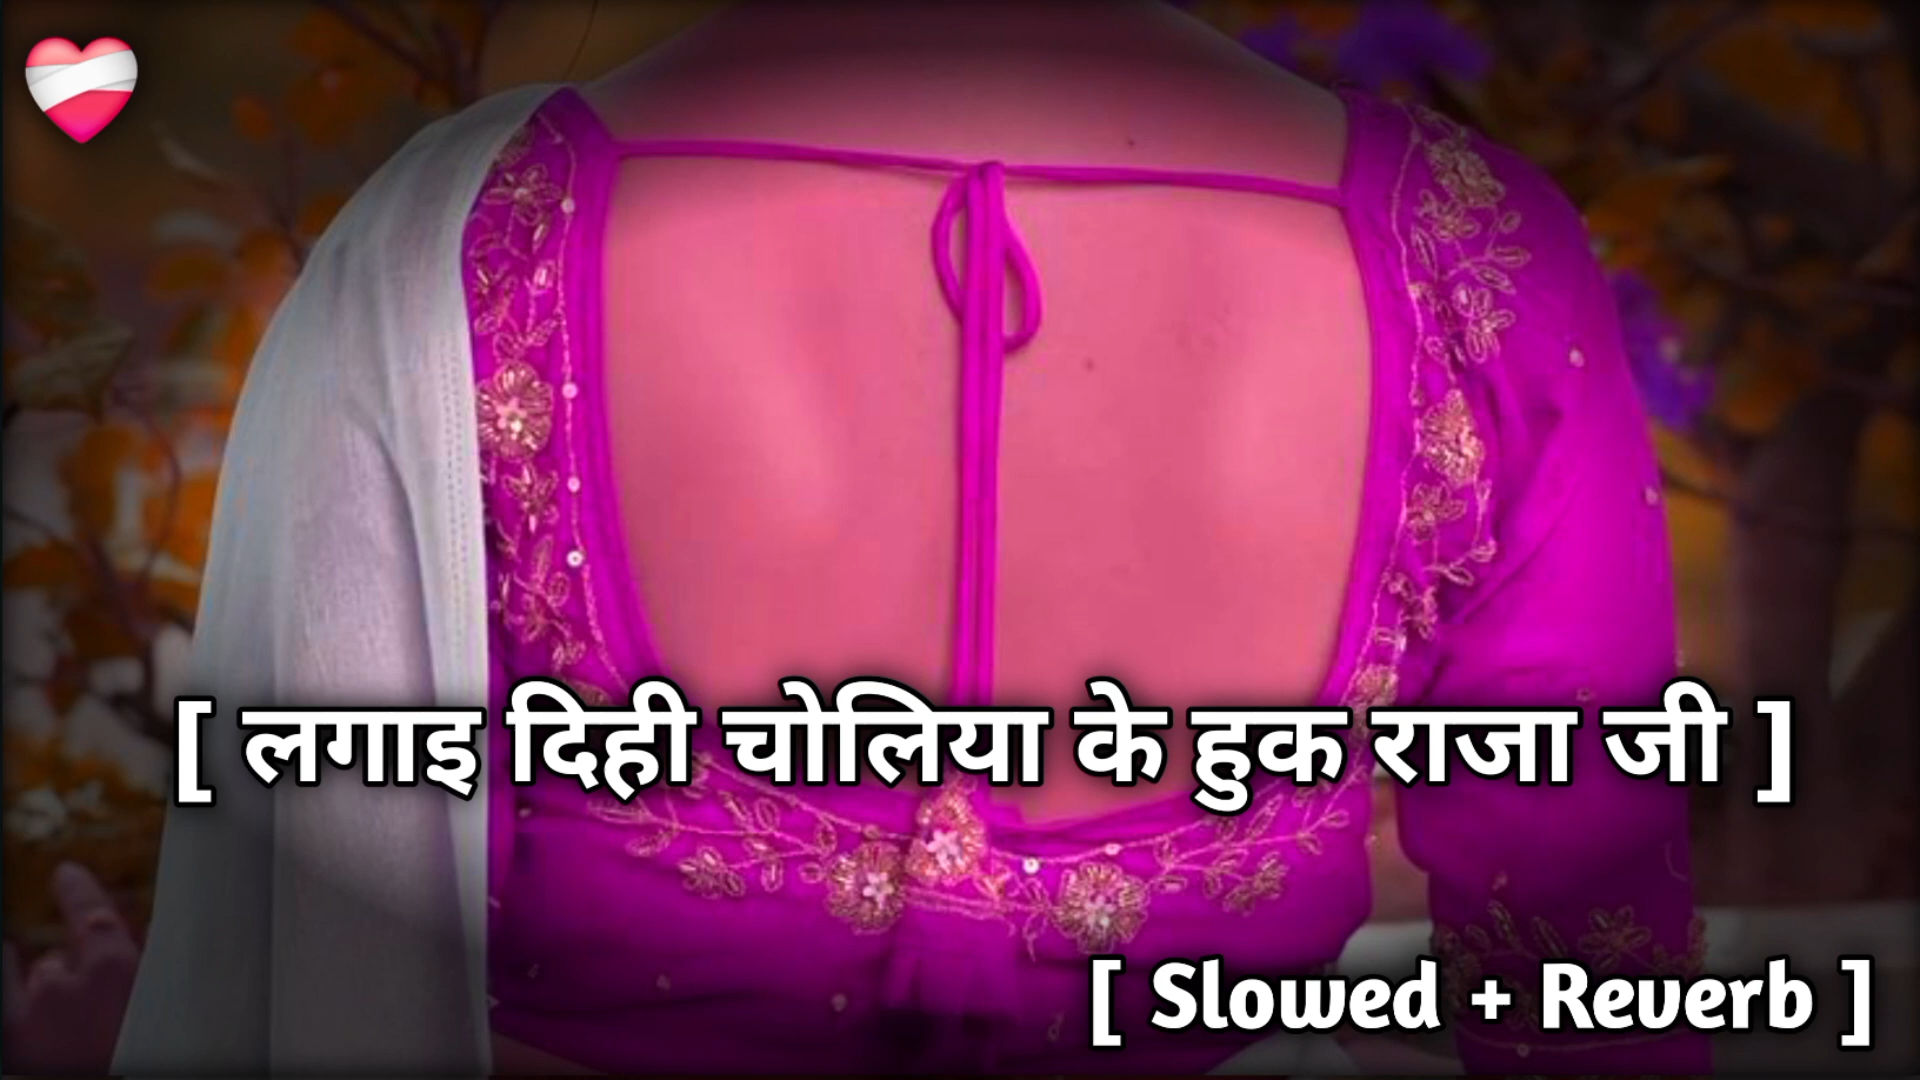 [ लगाइ दिही चोलिया के हुक राजा जी ]
[ Slowed + Reverb ]